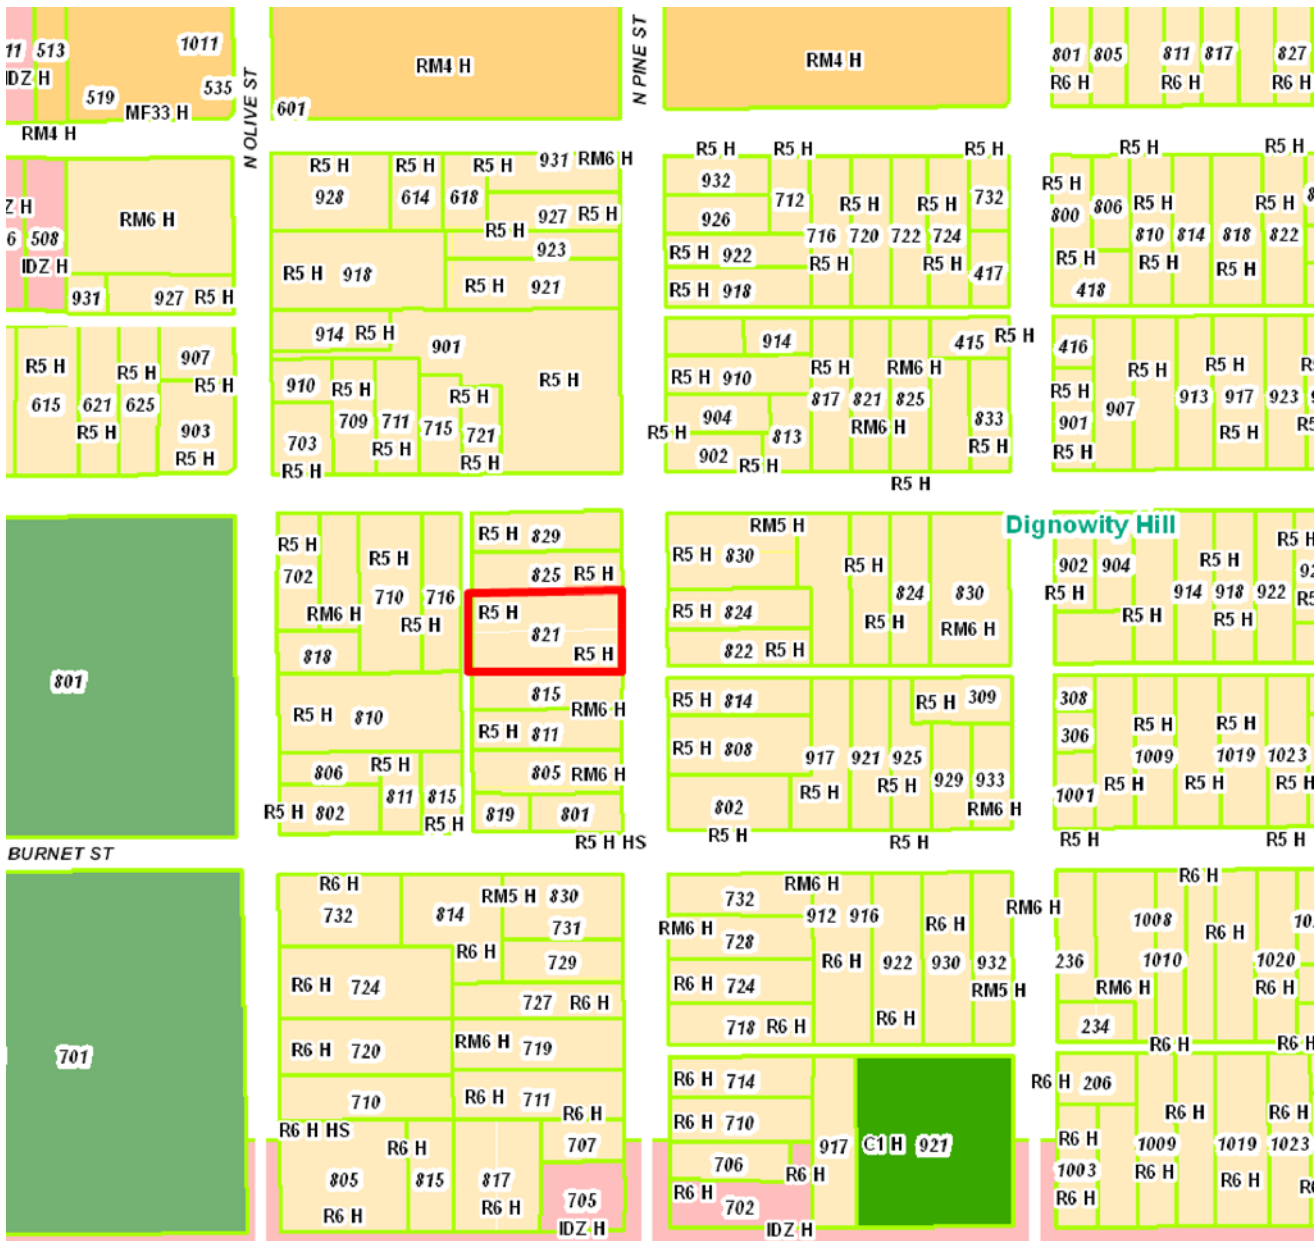 11
513
IDZ H
519
1011
535
MF33 H
RM4 H
N OLIVE ST
601
RM4 H
N PINE ST
RM4 H
801
805
811
817
827
R6 H
R6 H
R6 H
Z H
6
508
IDZ H
RM6 H
931
927
R5 H
R5 H
928
R5 H
614
R5 H
618
931
RM6 H
927
R5 H
R5 H
923
R5 H
918
R5 H
921
R5 H
932
926
R5 H
712
R5 H
922
R5 H
918
R5 H
R5 H
R5 H
716
720
722
724
R5 H
R5 H
732
417
R5 H
800
R5 H
418
806
R5 H
R5 H
R5 H
810
814
818
822
R5 H
R5 H
R5 H
R5 H
R5 H
615
621
R5 H
R5 H
625
907
R5 H
903
R5 H
914
R5 H
901
R5 H
910
R5 H
703
R5 H
709
711
R5 H
715
R5 H
721
R5 H
914
R5 H
910
904
R5 H
902
813
R5 H
R5 H
817
821
RM6 H
RM6 H
825
415
R5 H
833
R5 H
R5 H
416
R5 H
901
R5 H
907
R5 H
913
R5 H
917
R5 H
923
801
R5 H
702
RM6 H
818
R5 H
710
716
R5 H
R5 H
829
825
R5 H
R5 H
821
R5 H
RM5 H
R5 H
830
R5 H
824
822
R5 H
R5 H
R5 H
824
830
RM6 H
Dignowity Hill
902
904
R5 H
R5 H
914
R5 H
918
R5 H
922
R5 H
R5 H
810
806
R5 H
R5 H
802
811
815
R5 H
815
RM6 H
R5 H
811
805
RM6 H
819
801
R5 H HS
R5 H
814
R5 H
808
802
R5 H
917
R5 H
921
925
R5 H
R5 H
309
929
933
RM6 H
R5 H
308
306
1001
R5 H
R5 H
R5 H
1009
R5 H
R5 H
1019
1023
R5 H
R5 H
BURNET ST
701
R6 H
732
814
RM5 H
830
731
R6 H
729
R6 H
724
727
R6 H
R6 H
720
RM6 H
719
710
R6 H
711
R6 H
R6 H HS
R6 H
805
R6 H
815
817
R6 H
707
705
IDZ H
RM6 H
732
RM6 H
728
R6 H
724
718
R6 H
912
916
R6 H
922
R6 H
R6 H
930
932
RM5 H
R6 H
714
R6 H
710
706
R6 H
R6 H
702
IDZ H
917
C1 H
921
RM6 H
236
RM6 H
234
1008
1010
R6 H
R6 H
1020
R6 H
R6 H
R6 H
R6 H
206
R6 H
1003
R6 H
R6 H
1009
R6 H
1019
R6 H
R6 H
1023
R6 H